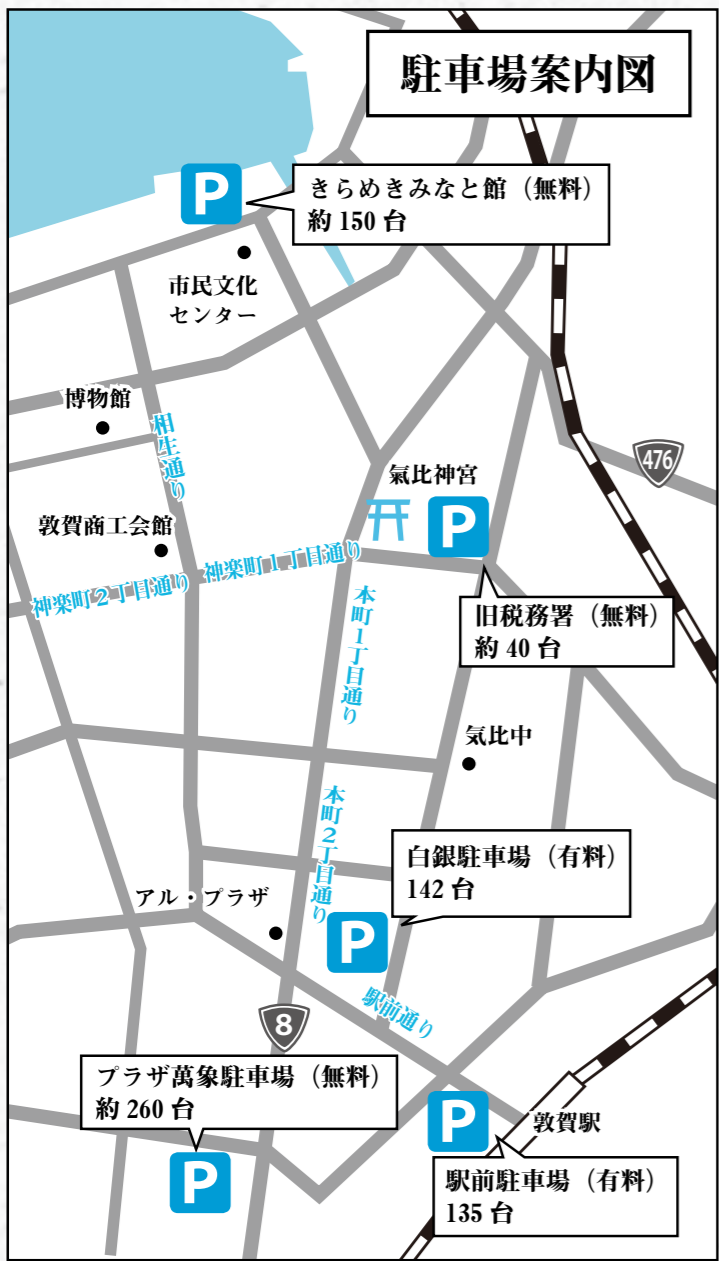 駐車場案内図
きらめきみなと館（無料）
約 150 台
市民文化
センター
博物館
相生通り
476
氣比神宮
敦賀商工会館
神楽町１丁目通り
神楽町２丁目通り
旧税務署（無料）
約 40 台
本町１丁目通り
気比中
本町２丁目通り
白銀駐車場（有料）
142 台
アル・プラザ
駅前通り
8
プラザ萬象駐車場（無料）
約 260 台
敦賀駅
駅前駐車場（有料）
135 台
P
P
P
P
P